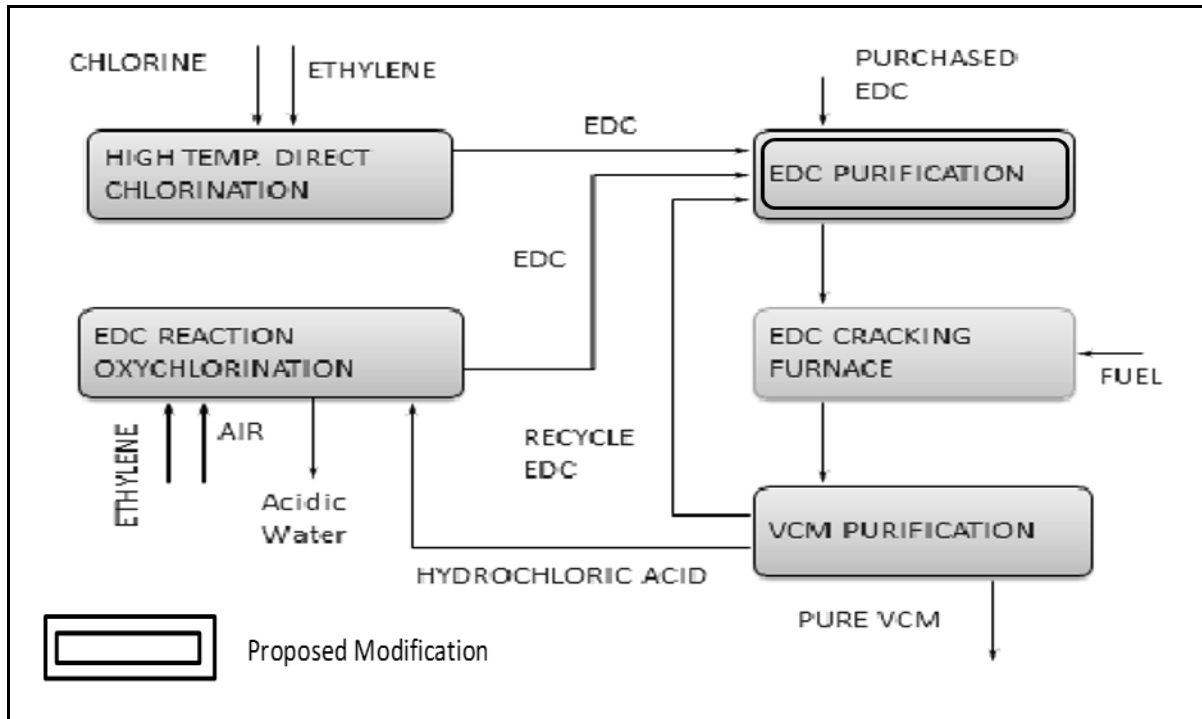 CHLORINE
ETHYLENE
PURCHASED
EDC
EDC
HIGH TEMP. DIRECT
CHLORINATION
EDC PURIFICATION
EDC
EDC REACTION
OXYCHLORINATION
EDC CRACKING
FURNACE
FUEL
ETHYLENE
AIR
RECYCLE
EDC
Acidic
Water
VCM PURIFICATION
HYDROCHLORIC ACID
PURE VCM
Proposed Modification